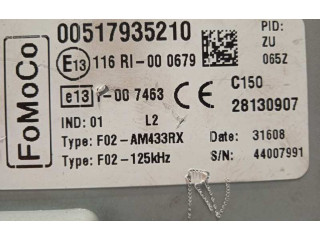 FoMoCo
00517935210
E13 116 RI-00 0679
e13 00 7463 CE
IND: 01 L2
Type: F02-AM433RX
Type: F02-125kHz
PID:
ZU
065Z
C150
28130907
Date: 31608
S/N: 44007991